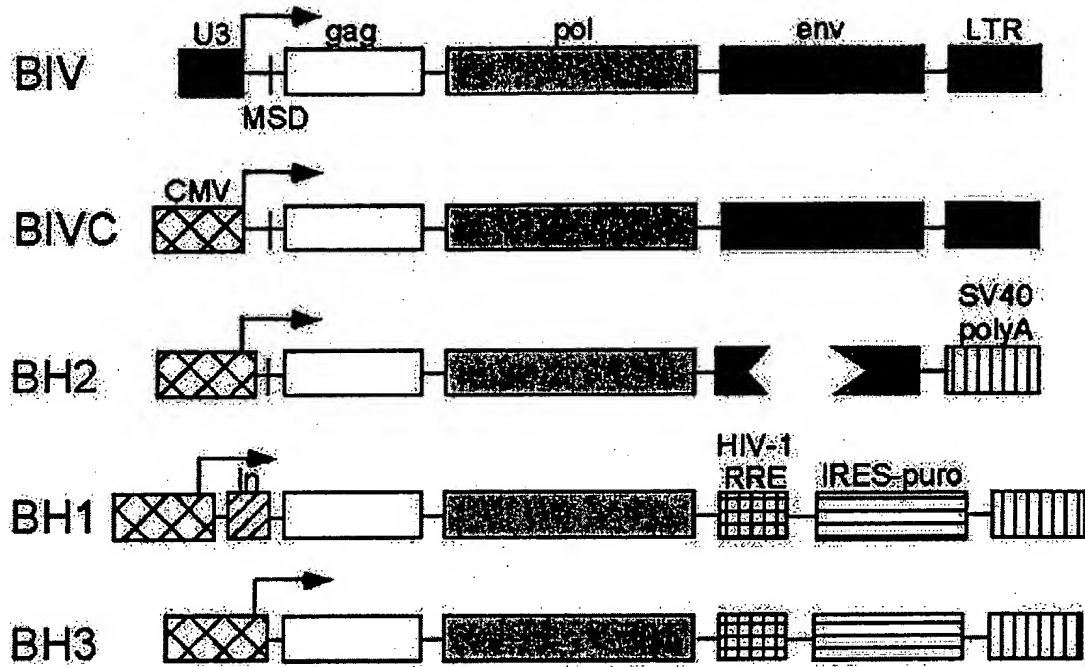 U3 gag pol env LTR
BIV
MSD
CMV
BIVC
SV40
polyA
BH2
In HIV-1
RRE IRES-puro
BH1
BH3